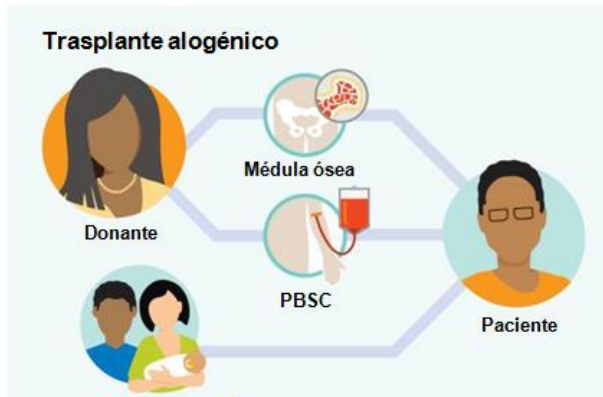 Trasplante alogénico
Médula ósea
Donante
PBSC
Paciente